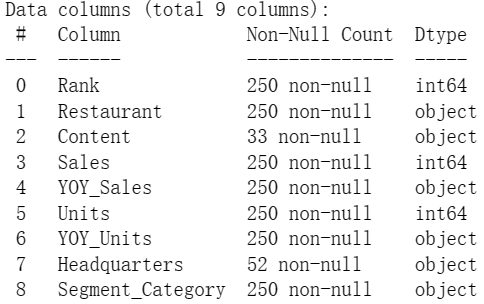 Data columns (total 9 columns):
 #   Column            Non-Null Count  Dtype
---  ------            --------------  -----
 0   Rank              250 non-null    int64
 1   Restaurant        250 non-null    object
 2   Content           33 non-null     object
 3   Sales             250 non-null    int64
 4   YOY_Sales         250 non-null    object
 5   Units             250 non-null    int64
 6   YOY_Units         250 non-null    object
 7   Headquarters      52 non-null     object
 8   Segment_Category  250 non-null    object